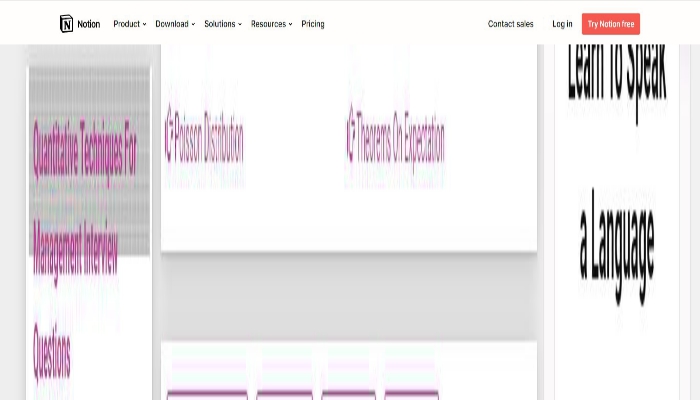 Notion Product Download Solutions Resources Pricing Contact sales Log in Try Notion free
Quantitative Techniques For
Management Interview
Questions
Poisson Distribution
Theorems On Expectation
Learn To Speak
a Language